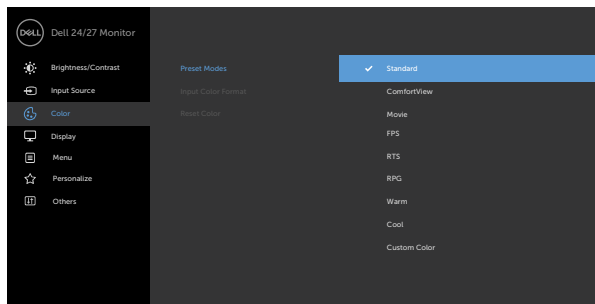 DELL
Dell 24/27 Monitor
Brightness/Contrast
Input Source
Color
Display
Menu
Personalize
Others
Preset Modes
Input Color Format
Reset Color
Standard
ComfortView
Movie
FPS
RTS
RPG
Warm
Cool
Custom Color